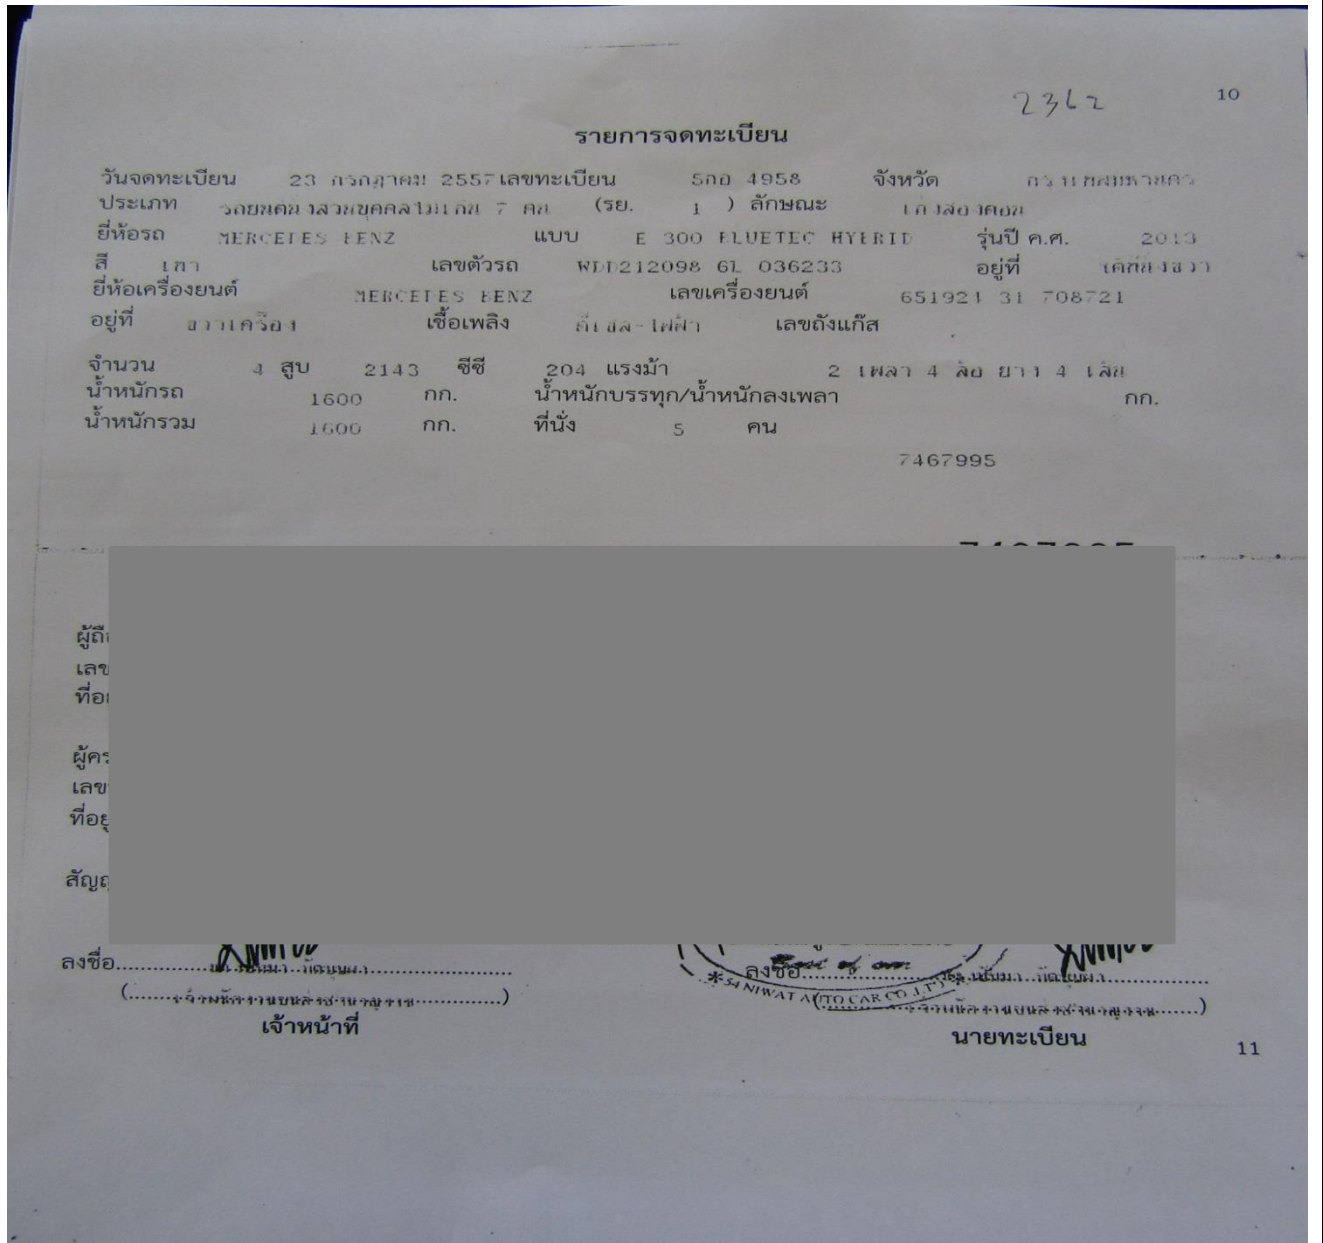 2362
10
รายการจดทะเบียน
วันจดทะเบียน 23 กรกฎาคม 2557 เลขทะเบียน 5กอ 4958 จังหวัด กรุงเทพมหานคร
ประเภท รถยนต์นั่งส่วนบุคคลไม่เกิน 7 คน (รย. 1 ) ลักษณะ เก๋งสองตอน
ยี่ห้อรถ MERCEDES BENZ แบบ E 300 BLUETEC HYBRID รุ่นปี ค.ศ. 2013
สี เทา เลขตัวรถ WDD212098 6L 036233 อยู่ที่
ยี่ห้อเครื่องยนต์ MERCEDES BENZ เลขเครื่องยนต์ 651924 31 708721
อยู่ที่ ขวาเครื่อง เชื้อเพลิง ดีเซล-ไฟฟ้า เลขถังแก๊ส
จำนวน 4 สูบ 2143 ซีซี 204 แรงม้า 2 เพลา 4 ล้อ ยาง 4 เส้น
น้ำหนักรถ 1600 กก. น้ำหนักบรรทุก/น้ำหนักลงเพลา กก.
น้ำหนักรวม 1600 กก. ที่นั่ง 5 คน
7467995
ลงชื่อ
ลงชื่อ
เจ้าหน้าที่
นายทะเบียน
11